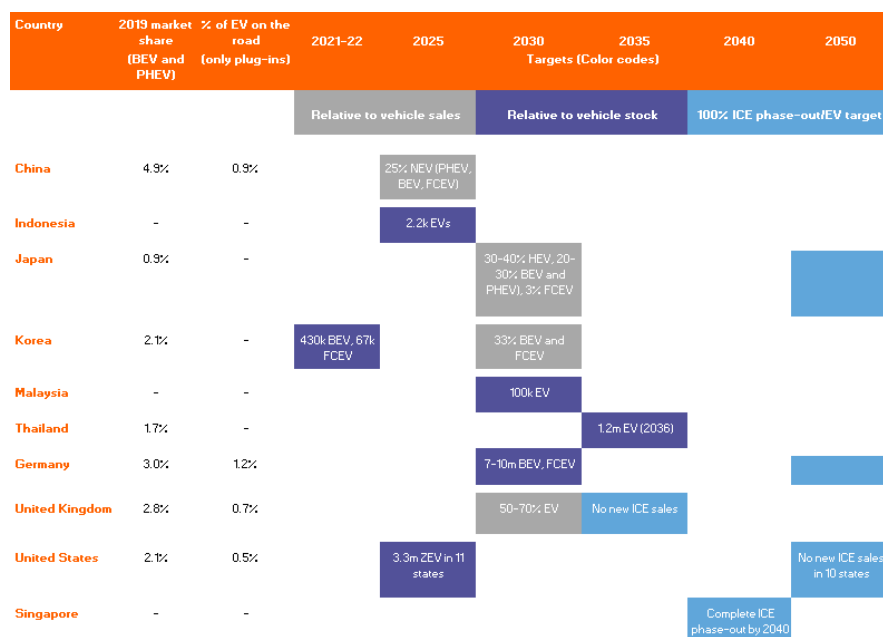 Country
2019 market share (BEV and PHEV)
% of EV on the road (only plug-ins)
2021-22 2025 2030 2035 2040 2050
Targets (Color codes)
Relative to vehicle sales Relative to vehicle stock 100% ICE phase-out/EV target
China 4.9% 0.9% 25% NEV (PHEV, BEV, FCEV)
Indonesia - - 2.2k EVs
Japan 0.9% - 30-40% HEV, 20-30% BEV and PHEV), 3% FCEV
Korea 2.1% - 430k BEV, 67k FCEV 33% BEV and FCEV
Malaysia - - 100k EV
Thailand 1.7% - 1.2m EV (2036)
Germany 3.0% 1.2% 7-10m BEV, FCEV
United Kingdom 2.8% 0.7% 50-70% EV No new ICE sales
United States 2.1% 0.5% 3.3m ZEV in 11 states No new ICE sales in 10 states
Singapore - - Complete ICE phase-out by 2040